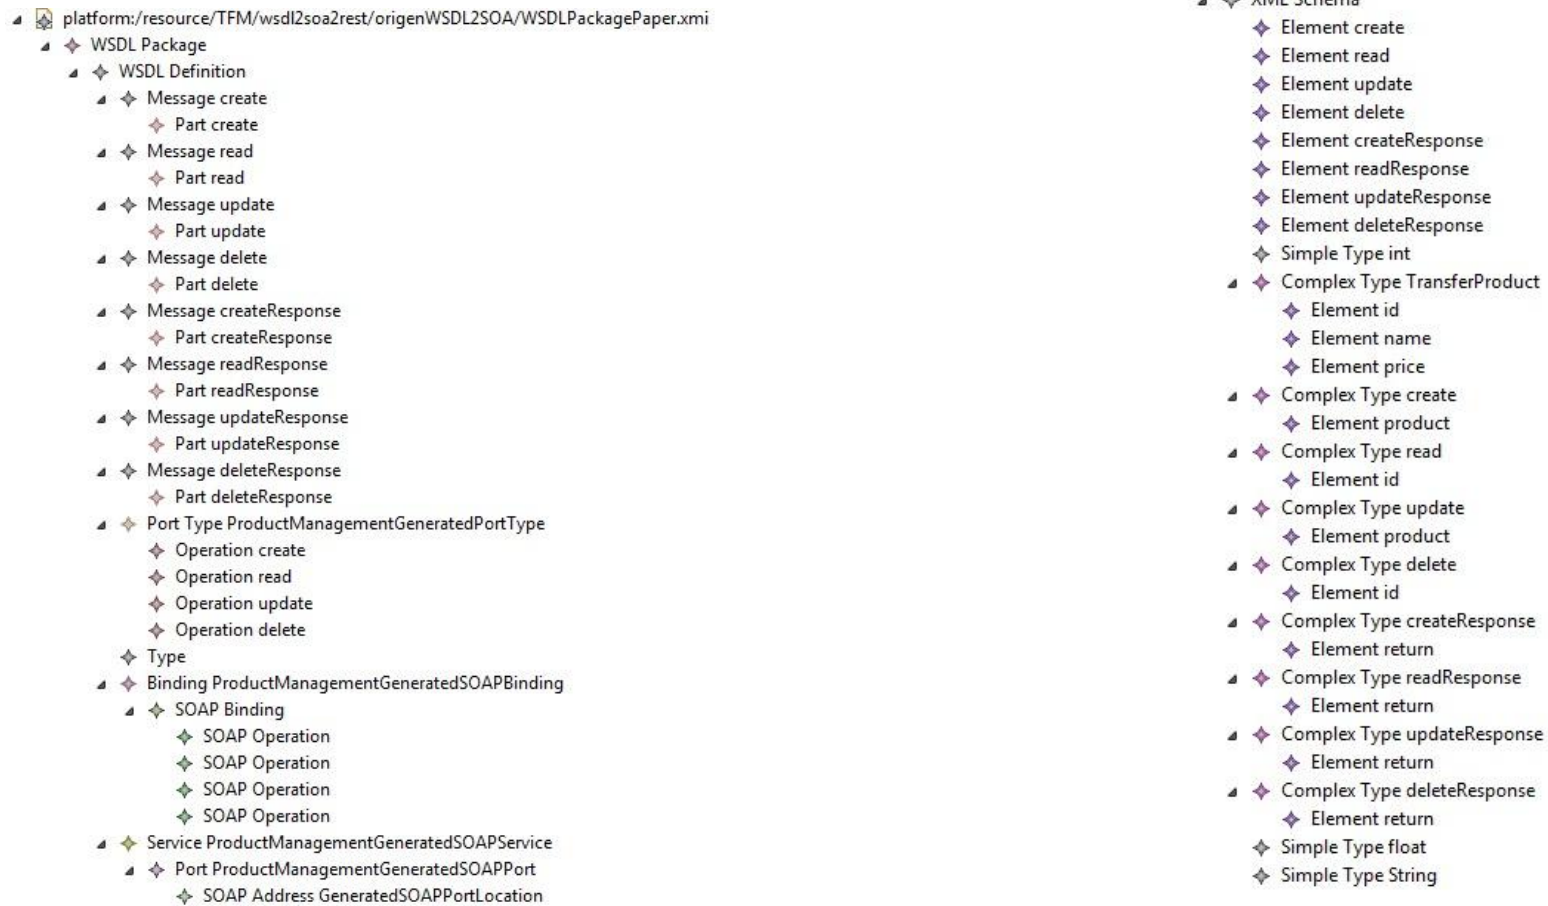 platform:/resource/TFM/wsdl2soa2rest/origenWSDL2SOA/WSDLPackagePaper.xmi
WSDL Package
WSDL Definition
Message create
Part create
Message read
Part read
Message update
Part update
Message delete
Part delete
Message createResponse
Part createResponse
Message readResponse
Part readResponse
Message updateResponse
Part updateResponse
Message deleteResponse
Part deleteResponse
Port Type ProductManagementGeneratedPortType
Operation create
Operation read
Operation update
Operation delete
Type
Binding ProductManagementGeneratedSOAPBinding
SOAP Binding
SOAP Operation
SOAP Operation
SOAP Operation
SOAP Operation
Service ProductManagementGeneratedSOAPService
Port ProductManagementGeneratedSOAPPort
SOAP Address GeneratedSOAPPortLocation
XML Schema
Element create
Element read
Element update
Element delete
Element createResponse
Element readResponse
Element updateResponse
Element deleteResponse
Simple Type int
Complex Type TransferProduct
Element id
Element name
Element price
Complex Type create
Element product
Complex Type read
Element id
Complex Type update
Element product
Complex Type delete
Element id
Complex Type createResponse
Element return
Complex Type readResponse
Element return
Complex Type updateResponse
Element return
Complex Type deleteResponse
Element return
Simple Type float
Simple Type String